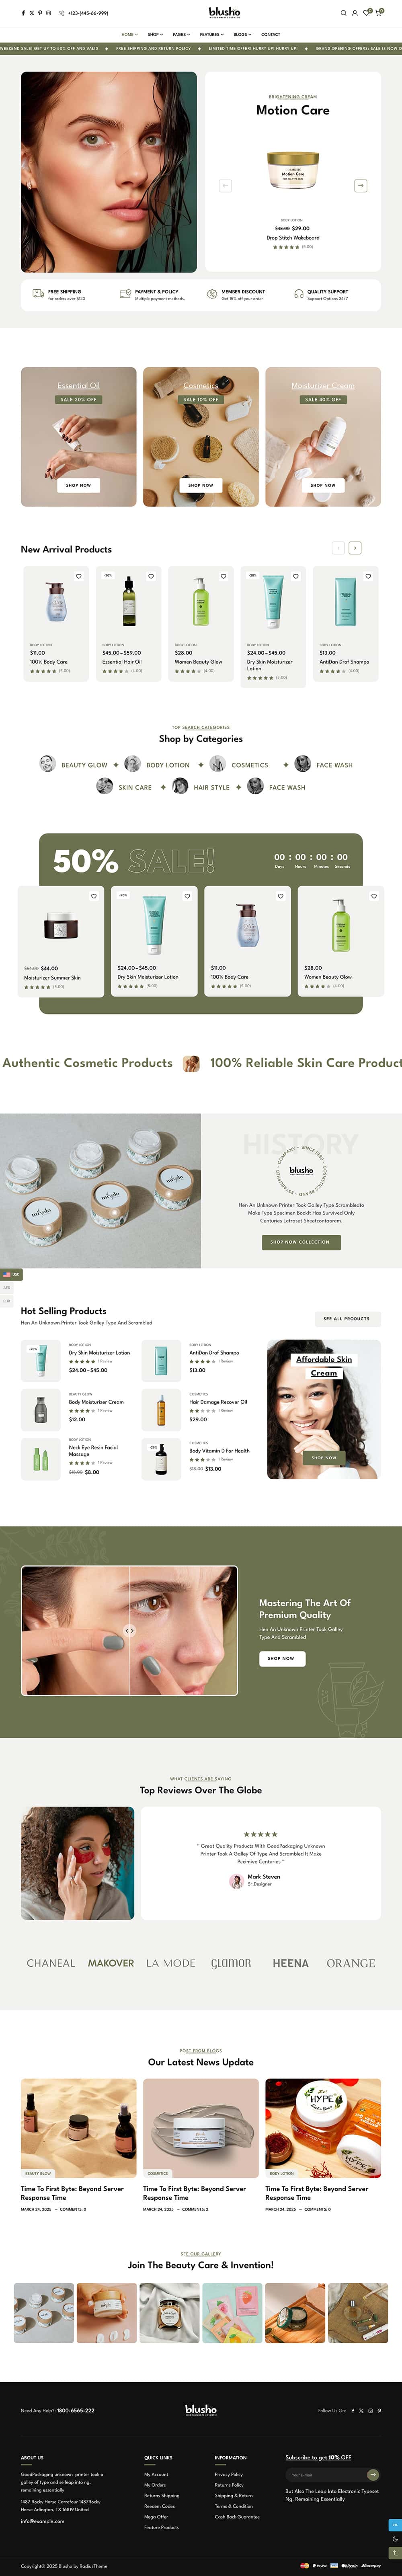 +123-(445-66-999)
blusho
BEAUTY & COSMETICS
0
0
HOME
SHOP
PAGES
FEATURES
BLOGS
CONTACT
WEEKEND SALE! GET UP TO 50% OFF AND VALID
FREE SHIPPING AND RETURN POLICY
LIMITED TIME OFFER! HURRY UP! HURRY UP!
GRAND OPENING OFFERS: SALE IS NOW O
BRIGHTENING CREAM
Motion Care
Motion Care
BODY LOTION
$48.00 $29.00
Drop Stitch Wakeboard
(5.00)
FREE SHIPPING
for orders over $120
PAYMENT & POLICY
Multiple payment methods.
MEMBER DISCOUNT
Get 15% off your order
QUALITY SUPPORT
Support Options 24/7
Essential Oil
SALE 30% OFF
SHOP NOW
Cosmetics
SALE 10% OFF
SHOP NOW
Moisturizer Cream
SALE 40% OFF
SHOP NOW
New Arrival Products
BODY LOTION
$11.00
100% Body Care
(5.00)
BODY LOTION
$45.00 – $59.00
Essential Hair Oil
(4.00)
BODY LOTION
$28.00
Women Beauty Glow
(4.00)
BODY LOTION
$24.00 – $45.00
Dry Skin Moisturizer
Lotion
(5.00)
BODY LOTION
$13.00
AntiDan Drof Shampo
(4.00)
TOP SEARCH CATEGORIES
Shop by Categories
BEAUTY GLOW
BODY LOTION
COSMETICS
FACE WASH
SKIN CARE
HAIR STYLE
FACE WASH
50% SALE!
00 : 00 : 00 : 00
Days Hours Minutes Seconds
$54.00 $44.00
Moisturizer Summer Skin
(5.00)
$24.00 – $45.00
Dry Skin Moisturizer Lotion
(5.00)
$11.00
100% Body Care
(5.00)
$28.00
Women Beauty Glow
(4.00)
Authentic Cosmetic Products
100% Reliable Skin Care Product
HISTORY
blusho
Hen An Unknown Printer Took Galley Type Scrambledto
Make Type Specimen BookIt Has Survived Only
Centuries Letraset Sheetsontaorem.
SHOP NOW COLLECTION
USD
AED
EUR
Hot Selling Products
Hen An Unknown Printer Took Galley Type And Scrambled
SEE ALL PRODUCTS
BODY LOTION
Dry Skin Moisturizer Lotion
1 Review
$24.00 – $45.00
BODY LOTION
AntiDan Drof Shampo
1 Review
$13.00
BEAUTY GLOW
Body Moisturizer Cream
1 Review
$12.00
COSMETICS
Hair Damage Recover Oil
1 Review
$29.00
BODY LOTION
Neck Eye Resin Facial
Massage
1 Review
$18.00 $8.00
COSMETICS
Body Vitamin D For Health
1 Review
$18.00 $13.00
Affordable Skin
Cream
SHOP NOW
Mastering The Art Of
Premium Quality
Hen An Unknown Printer Took Galley
Type And Scrambled
SHOP NOW
WHAT CLIENTS ARE SAYING
Top Reviews Over The Globe
" Great Quality Products With GoodPackaging Unknown
Printer Took A Galley Of Type And Scrambled It Make
Pecimive Centuries "
Mark Steven
Sr.Designer
CHANEAL
MAKOVER
LA MODE
glamor
HEENA
ORANGE
POST FROM BLOGS
Our Latest News Update
BEAUTY GLOW
Time To First Byte: Beyond Server
Response Time
MARCH 24, 2025 — COMMENTS: 0
COSMETICS
Time To First Byte: Beyond Server
Response Time
MARCH 24, 2025 — COMMENTS: 2
HYPE
BODY LOTION
Time To First Byte: Beyond Server
Response Time
MARCH 24, 2025 — COMMENTS: 0
SEE OUR GALLERY
Join The Beauty Care & Invention!
Need Any Help?: 1800-6565-222
blusho
BEAUTY & COSMETICS
Follow Us On:
ABOUT US
GoodPackaging unknown printer took a
galley of type and se loap into ng,
remaining essentially
1487 Rocky Horse Carrefour 1487Rocky
Horse Arlington, TX 16819 United
info@example.com
QUICK LINKS
My Account
My Orders
Returns Shipping
Reedem Codes
Mega Offer
Feature Products
INFORMATION
Privacy Policy
Returns Policy
Shipping & Return
Terms & Condition
Cash Back Guarantee
Subscribe to get 10% OFF
Your E-mail
But Also The Leap Into Electronic Typeset
Ng, Remaining Essentially
Copyright© 2025 Blusho by RadiusTheme
PayPal